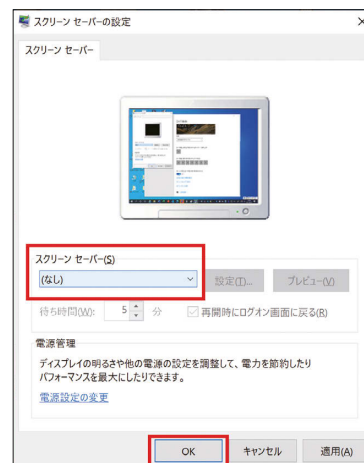 スクリーン セーバーの設定
スクリーン セーバー
スクリーン セーバー(S)
(なし)
設定(T)...
プレビュー(V)
待ち時間(W):
5
分
再開時にログオン画面に戻る(R)
電源管理
ディスプレイの明るさや他の電源の設定を調整して、電力を節約したり
パフォーマンスを最大にしたりできます。
電源設定の変更
OK
キャンセル
適用(A)